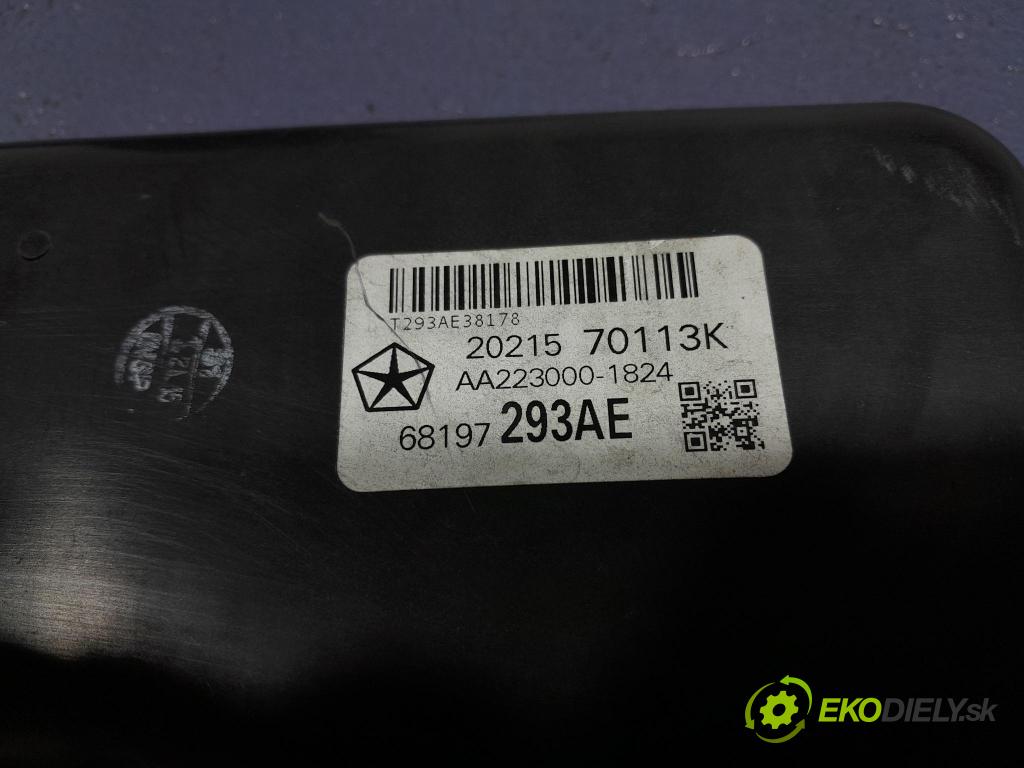 T293AE38178
20215 70113K
AA223000-1824
68197 293AE
EKODIELY.sk